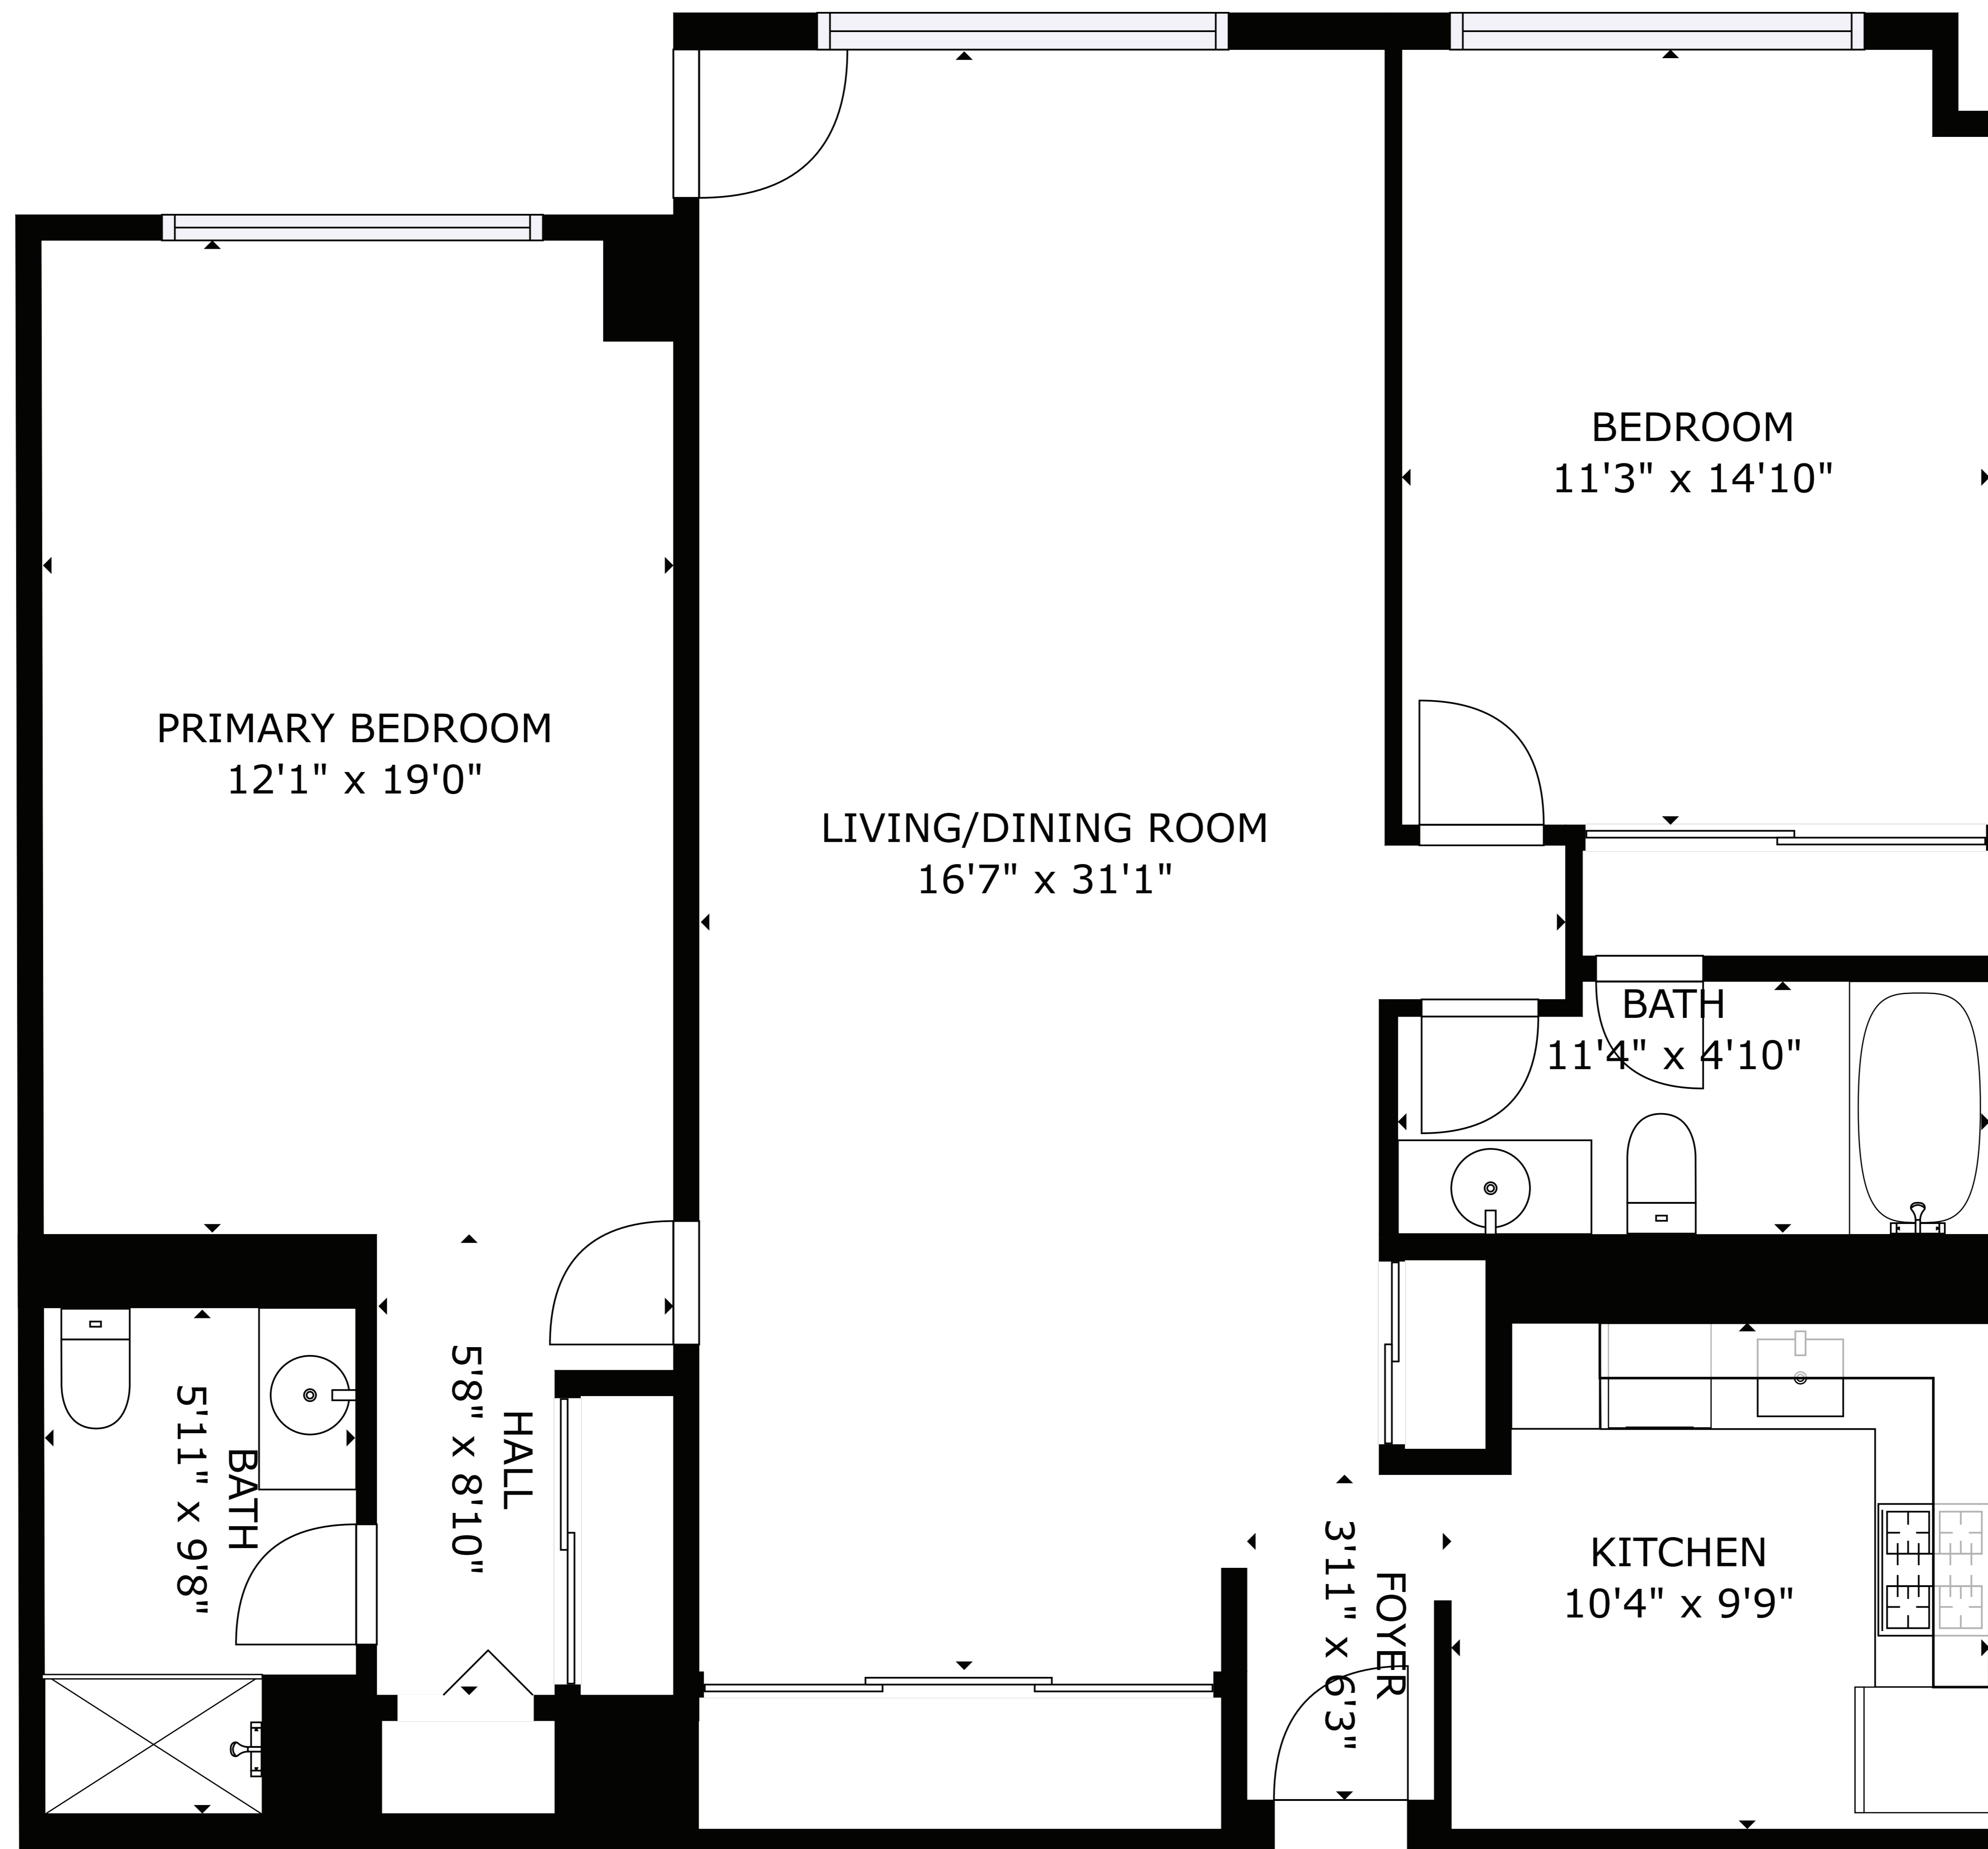 BEDROOM
11'3" x 14'10"
PRIMARY BEDROOM
12'1" x 19'0"
LIVING/DINING ROOM
16'7" x 31'1"
BATH
11'4" x 4'10"
HALL
5'8" x 8'10"
BATH
5'11" x 9'8"
FOYER
3'11" x 6'3"
KITCHEN
10'4" x 9'9"